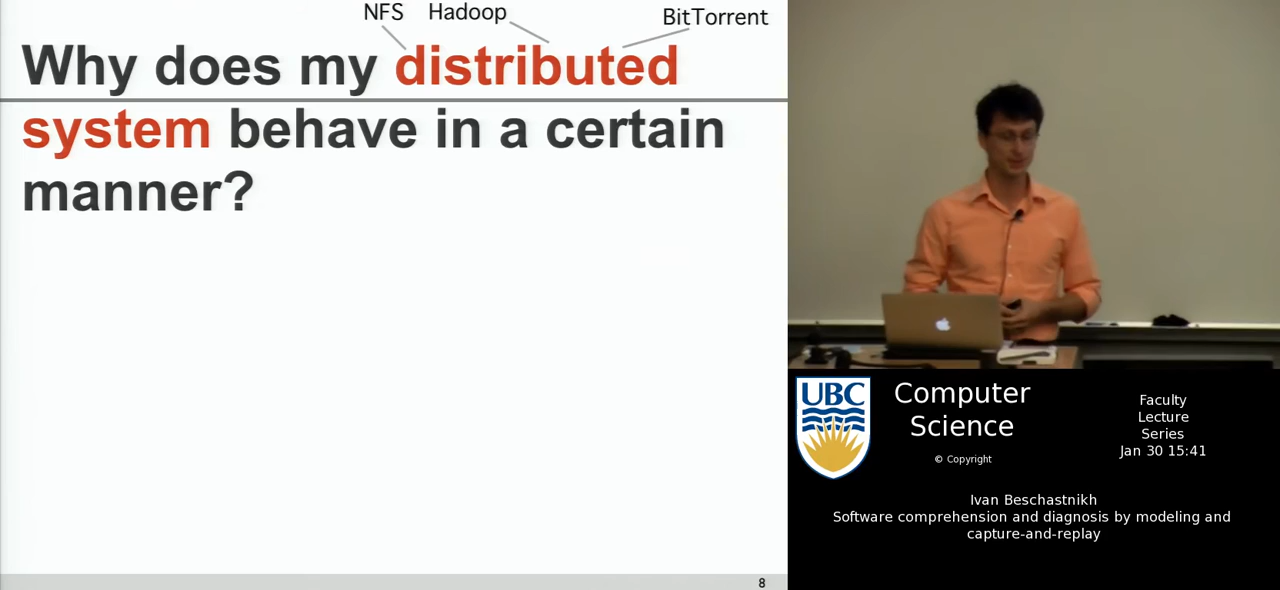 NFS Hadoop BitTorrent
Why does my distributed
system behave in a certain
manner?
8
UBC
Computer
Science
© Copyright
Faculty
Lecture
Series
Jan 30 15:41
Ivan Beschastnikh
Software comprehension and diagnosis by modeling and
capture-and-replay